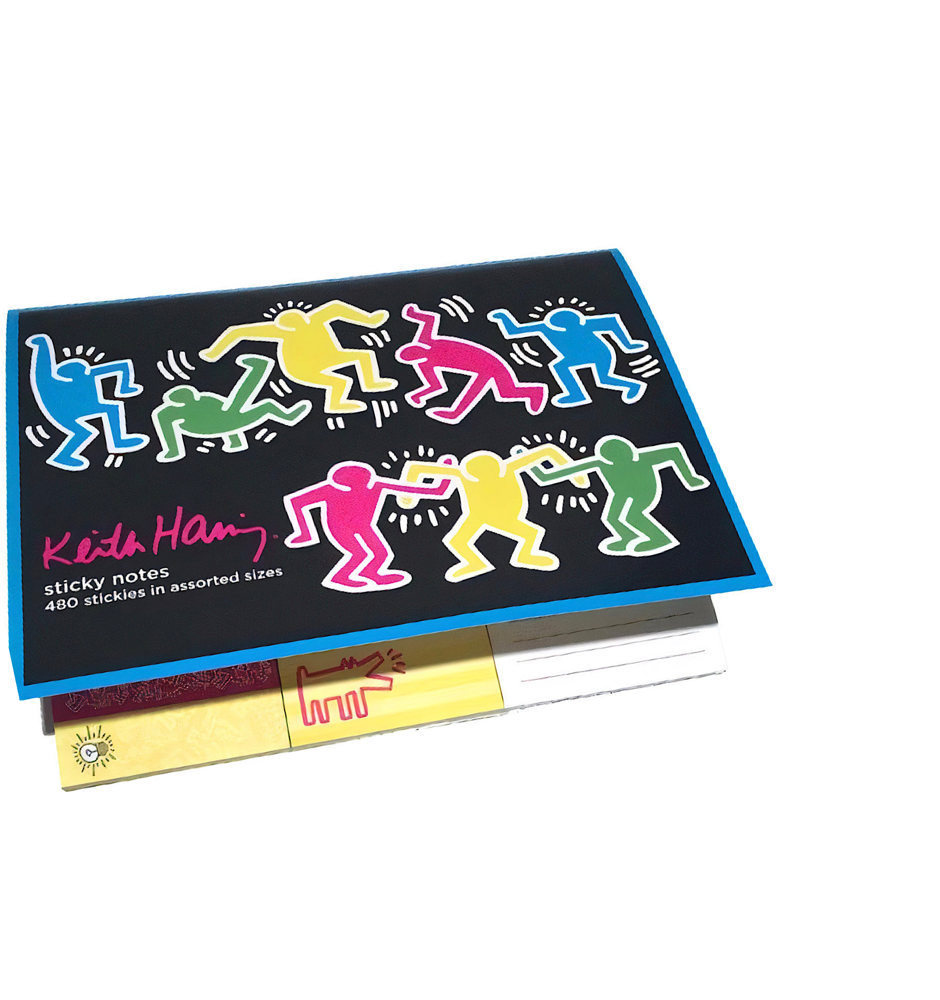 Keith Haring.
sticky notes
480 stickies in assorted sizes